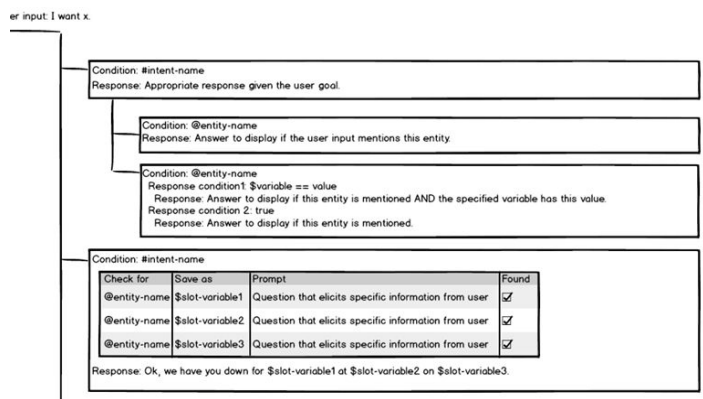 er input: I want x.
Condition: #intent-name
Response: Appropriate response given the user goal.
Condition: @entity-name
Response: Answer to display if the user input mentions this entity.
Condition: @entity-name
Response condition1: $variable == value
Response: Answer to display if this entity is mentioned AND the specified variable has this value.
Response condition 2: true
Response: Answer to display if this entity is mentioned.
Condition: #intent-name
Check for Save as Prompt Found
@entity-name $slot-variable1 Question that elicits specific information from user
@entity-name $slot-variable2 Question that elicits specific information from user
@entity-name $slot-variable3 Question that elicits specific information from user
Response: Ok, we have you down for $slot-variable1 at $slot-variable2 on $slot-variable3.